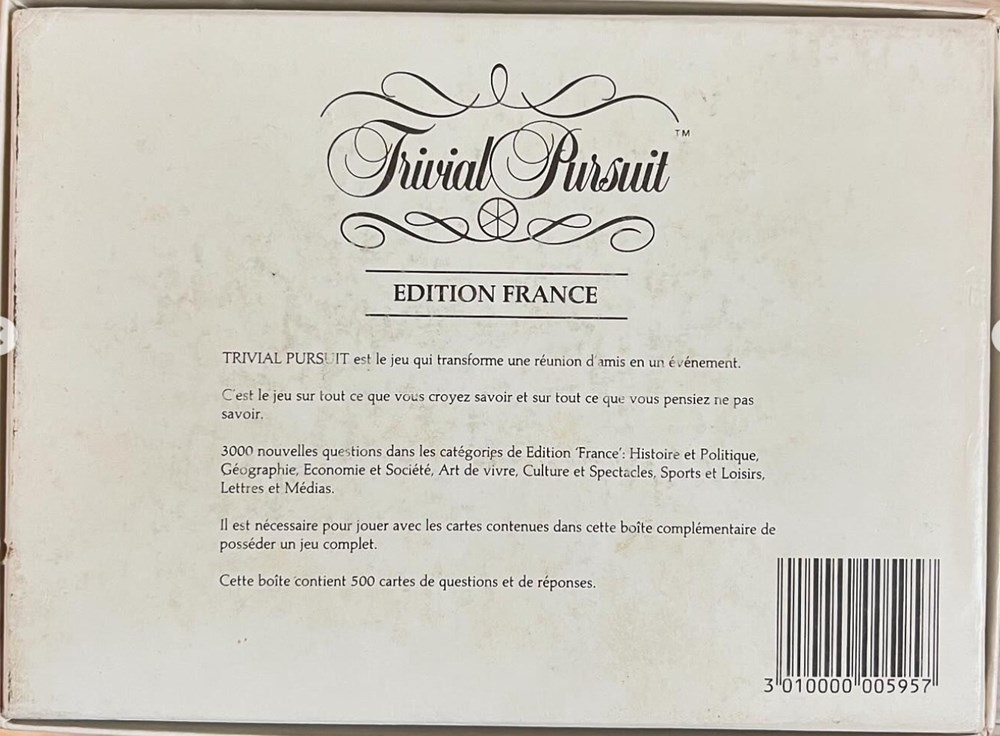 Trivial Pursuit™
EDITION FRANCE
TRIVIAL PURSUIT est le jeu qui transforme une réunion d'amis en un événement.
C'est le jeu sur tout ce que vous croyez savoir et sur tout ce que vous pensiez ne pas
savoir.
3000 nouvelles questions dans les catégories de Edition 'France': Histoire et Politique,
Géographie, Economie et Société, Art de vivre, Culture et Spectacles, Sports et Loisirs,
Lettres et Médias.
Il est nécessaire pour jouer avec les cartes contenues dans cette boîte complémentaire de
posséder un jeu complet.
Cette boîte contient 500 cartes de questions et de réponses.
3 010000 005957